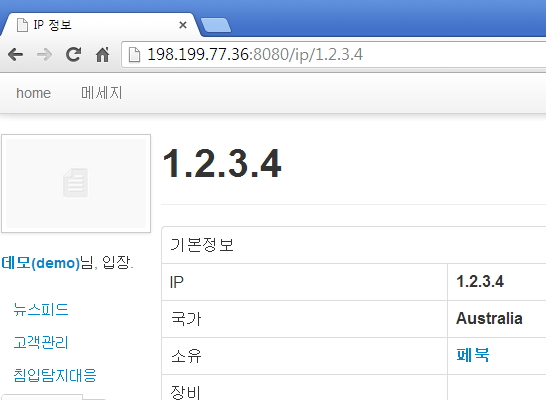 IP 정보
198.199.77.36:8080/ip/1.2.3.4
home 메세지
1.2.3.4
데모(demo)님, 입장.
뉴스피드
고객관리
침입탐지대응
기본정보
IP 1.2.3.4
국가 Australia
소유 페북
장비